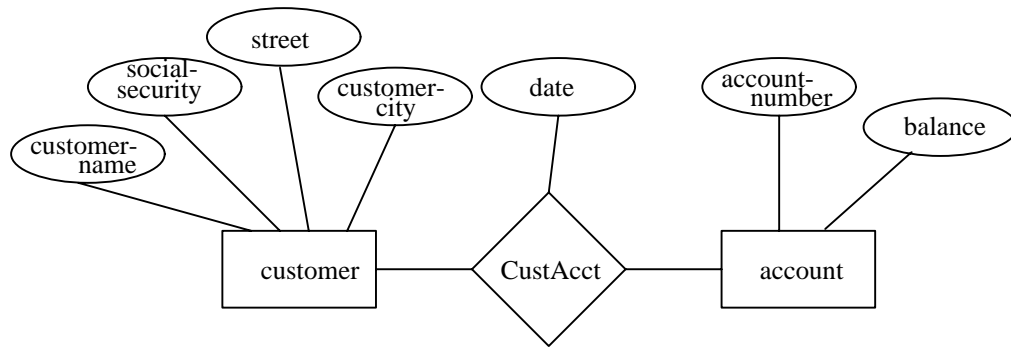 street
social-
security
customer-
city
date
account-
number
balance
customer-
name
customer
CustAcct
account